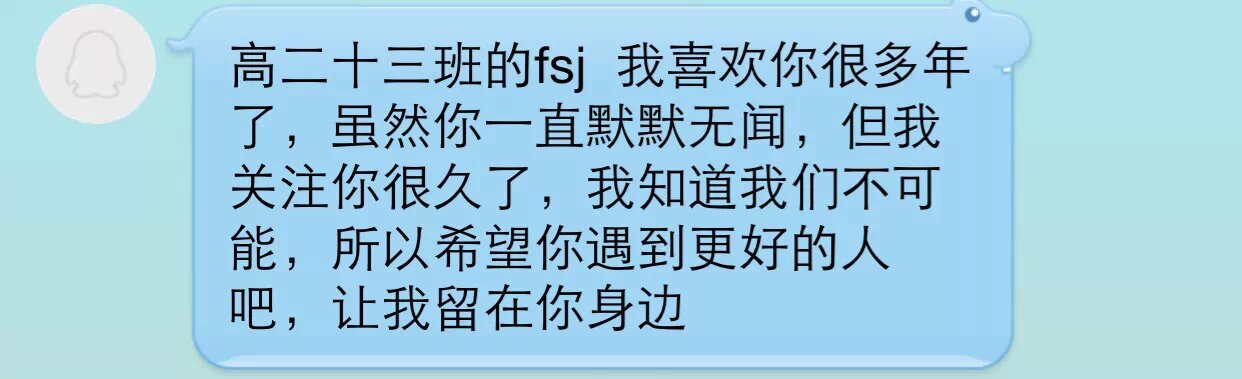 高二十三班的fsj  我喜欢你很多年
了，虽然你一直默默无闻，但我
关注你很久了，我知道我们不可
能，所以希望你遇到更好的人
吧，让我留在你身边